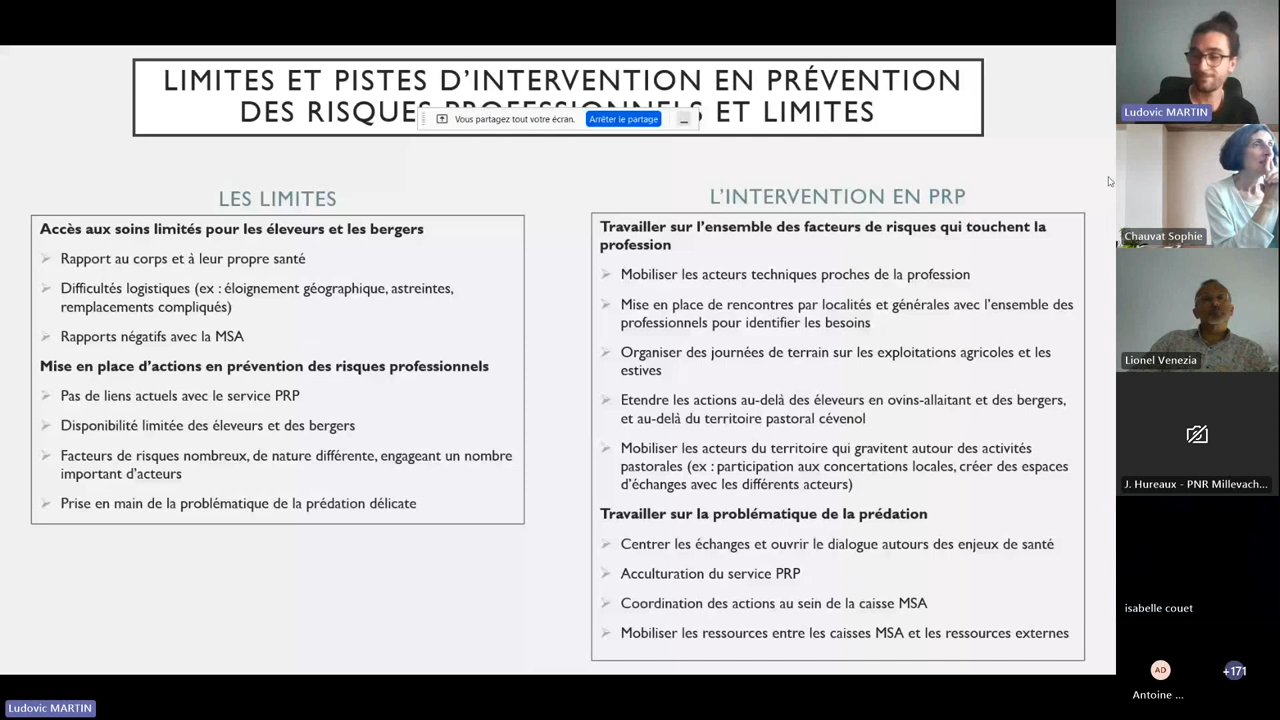 LIMITES ET PISTES D'INTERVENTION EN PRÉVENTION
DES RISQUES PROFESSIONNELS ET LIMITES
Vous partagez tout votre écran.
Arrêter le partage
LES LIMITES
Accès aux soins limités pour les éleveurs et les bergers
Rapport au corps et à leur propre santé
Difficultés logistiques (ex : éloignement géographique, astreintes,
remplacements compliqués)
Rapports négatifs avec la MSA
Mise en place d'actions en prévention des risques professionnels
Pas de liens actuels avec le service PRP
Disponibilité limitée des éleveurs et des bergers
Facteurs de risques nombreux, de nature différente, engageant un nombre
important d'acteurs
Prise en main de la problématique de la prédation délicate
L'INTERVENTION EN PRP
Travailler sur l'ensemble des facteurs de risques qui touchent la
profession
Mobiliser les acteurs techniques proches de la profession
Mise en place de rencontres par localités et générales avec l'ensemble des
professionnels pour identifier les besoins
Organiser des journées de terrain sur les exploitations agricoles et les
estives
Etendre les actions au-delà des éleveurs en ovins-allaitant et des bergers,
et au-delà du territoire pastoral cévenol
Mobiliser les acteurs du territoire qui gravitent autour des activités
pastorales (ex : participation aux concertations locales, créer des espaces
d'échanges avec les différents acteurs)
Travailler sur la problématique de la prédation
Centrer les échanges et ouvrir le dialogue autours des enjeux de santé
Acculturation du service PRP
Coordination des actions au sein de la caisse MSA
Mobiliser les ressources entre les caisses MSA et les ressources externes
Ludovic MARTIN
Chauvat Sophie
Lionel Venezia
J. Hureaux - PNR Millevach...
isabelle couet
AD
+171
Antoine ...
Ludovic MARTIN